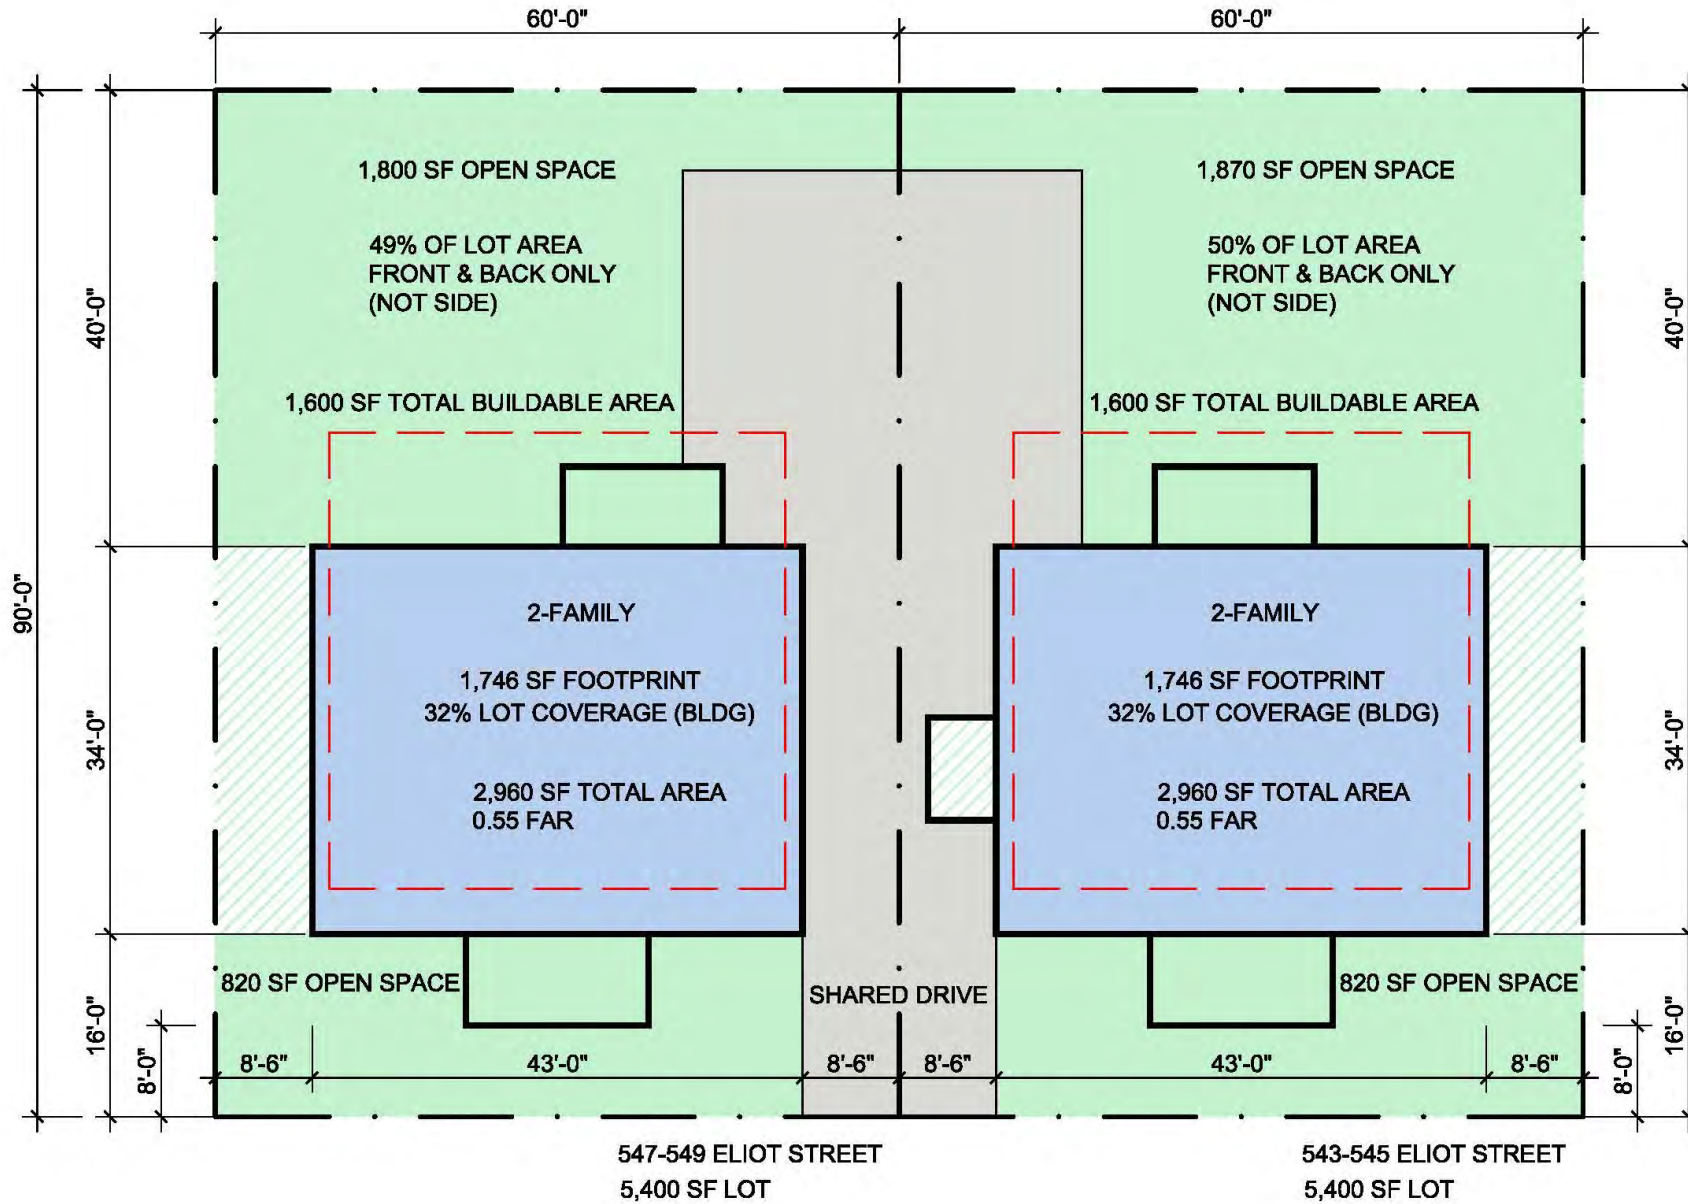 60'-0"
60'-0"
1,800 SF OPEN SPACE
49% OF LOT AREA
FRONT & BACK ONLY
(NOT SIDE)
1,870 SF OPEN SPACE
50% OF LOT AREA
FRONT & BACK ONLY
(NOT SIDE)
40'-0"
40'-0"
1,600 SF TOTAL BUILDABLE AREA
1,600 SF TOTAL BUILDABLE AREA
90'-0"
2-FAMILY
1,746 SF FOOTPRINT
32% LOT COVERAGE (BLDG)
2,960 SF TOTAL AREA
0.55 FAR
2-FAMILY
1,746 SF FOOTPRINT
32% LOT COVERAGE (BLDG)
2,960 SF TOTAL AREA
0.55 FAR
34'-0"
34'-0"
820 SF OPEN SPACE
SHARED DRIVE
820 SF OPEN SPACE
16'-0"
16'-0"
8'-0"
8'-6"
43'-0"
8'-6"
8'-6"
43'-0"
8'-6"
8'-0"
547-549 ELIOT STREET
5,400 SF LOT
543-545 ELIOT STREET
5,400 SF LOT